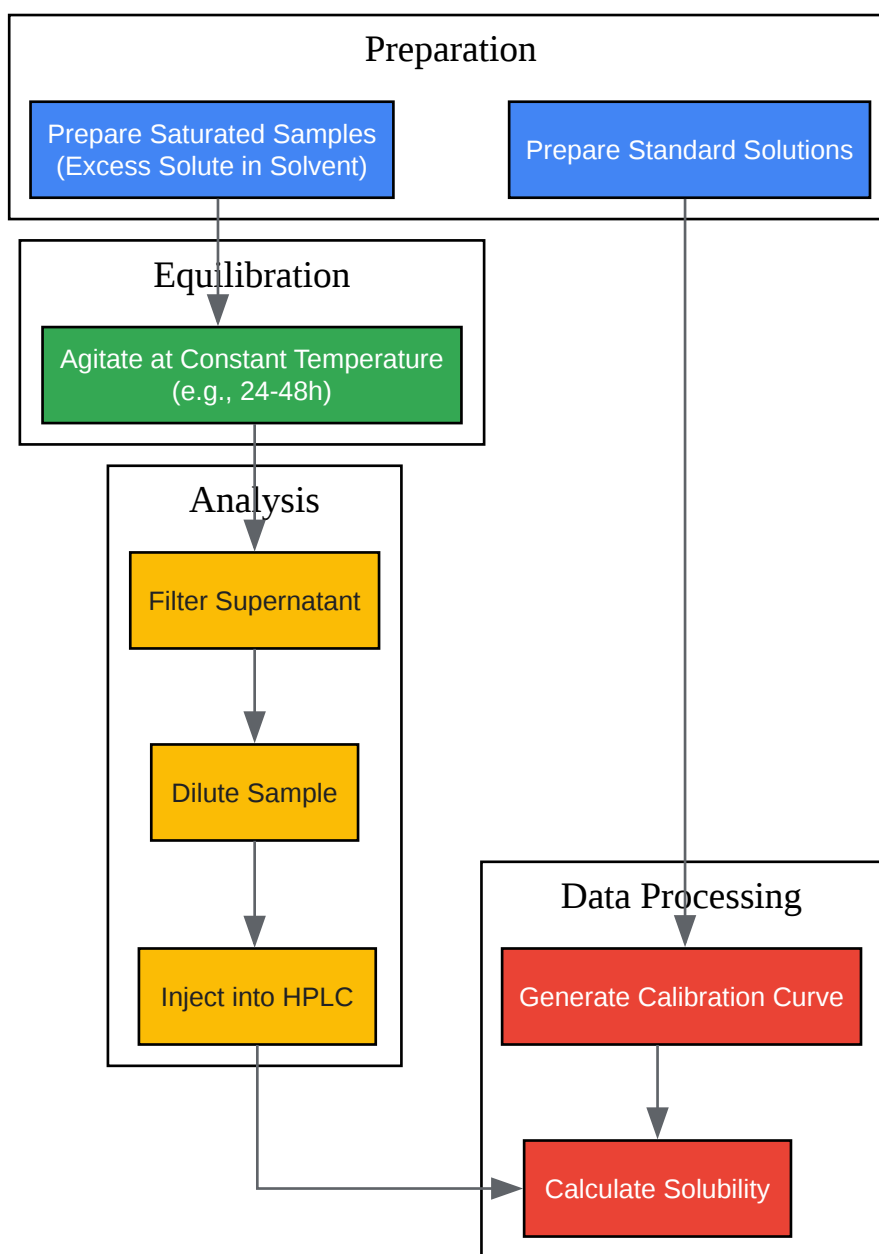 Preparation
Prepare Saturated Samples
(Excess Solute in Solvent)
Prepare Standard Solutions
Equilibration
Agitate at Constant Temperature
(e.g., 24-48h)
Analysis
Filter Supernatant
Dilute Sample
Inject into HPLC
Data Processing
Generate Calibration Curve
Calculate Solubility